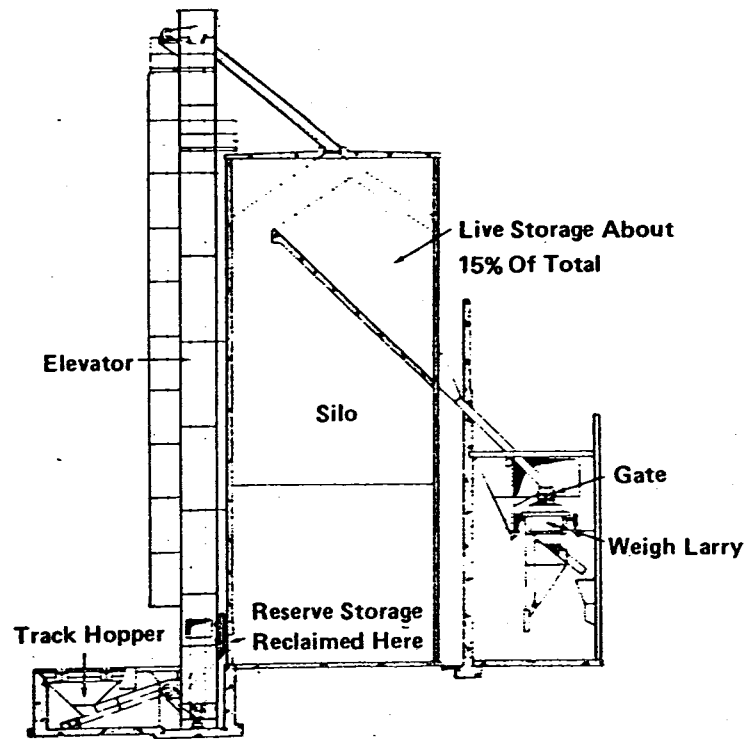 Live Storage About
15% Of Total
Elevator
Silo
Gate
Weigh Larry
Reserve Storage
Reclaimed Here
Track Hopper